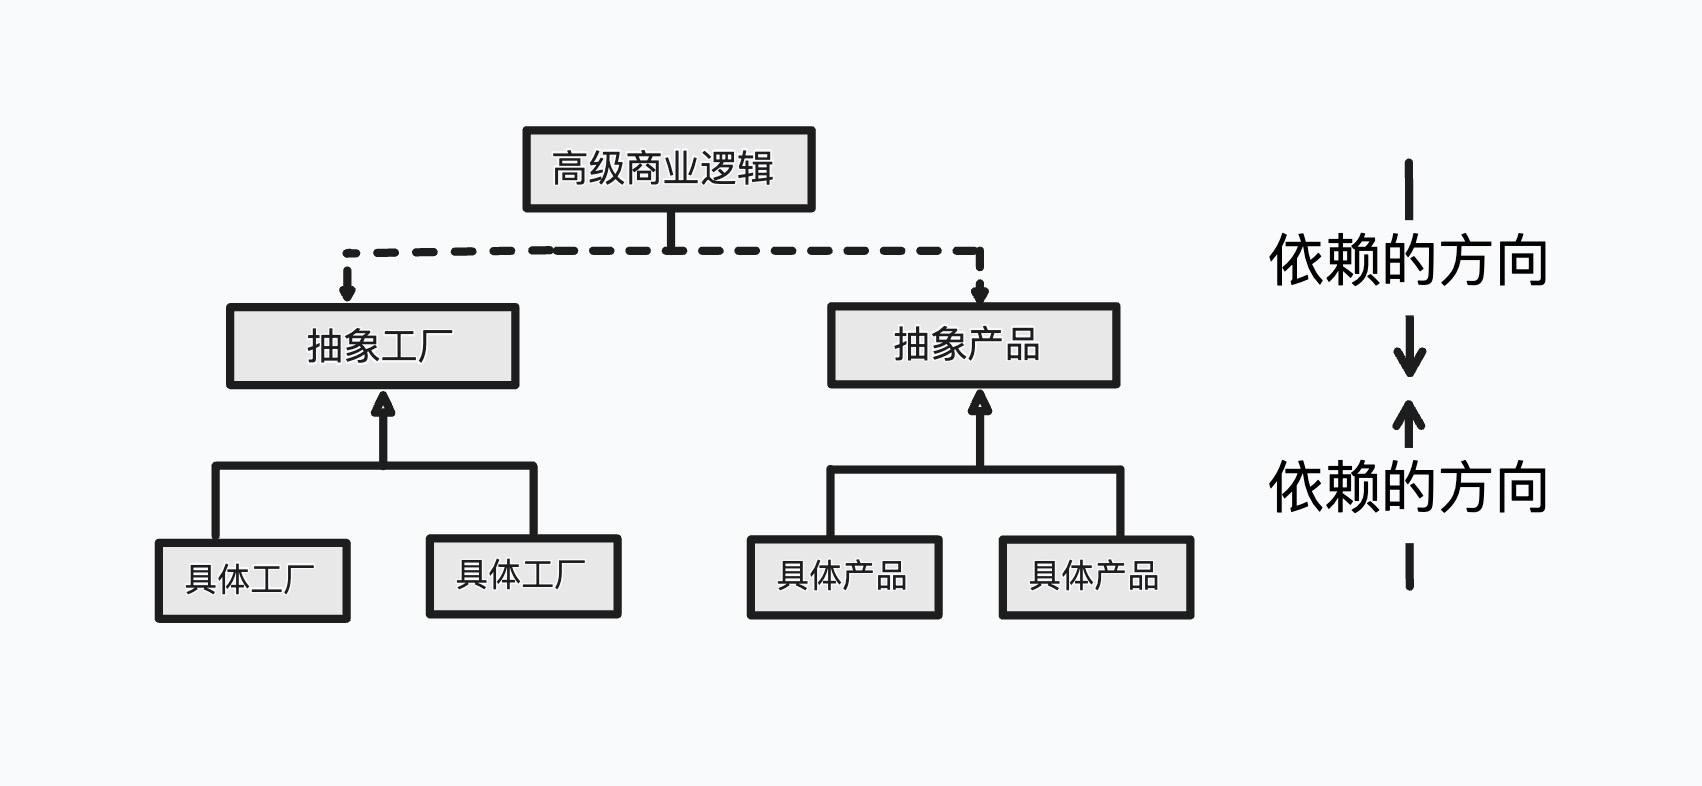 高级商业逻辑
依赖的方向
抽象工厂
抽象产品
依赖的方向
具体工厂
具体工厂
具体产品
具体产品